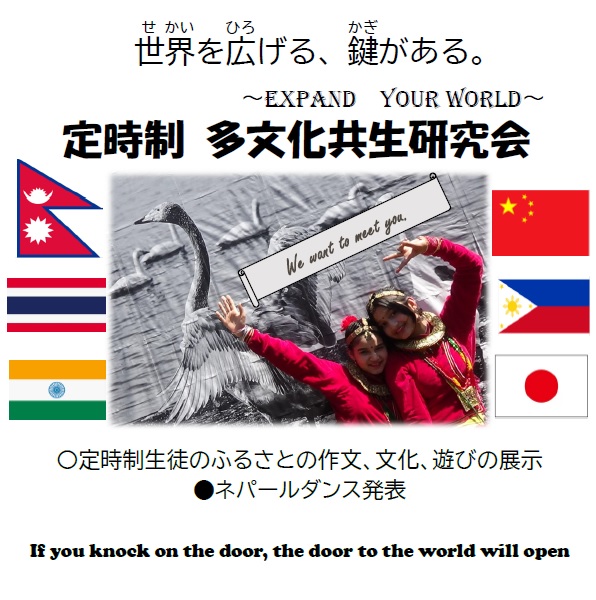 世界を広げる、鍵がある。
せ かい ひろ かぎ
～EXPAND YOUR WORLD～
定時制 多文化共生研究会
We want to meet you.
〇定時制生徒のふるさとの作文、文化、遊びの展示
●ネパールダンス発表
If you knock on the door, the door to the world will open